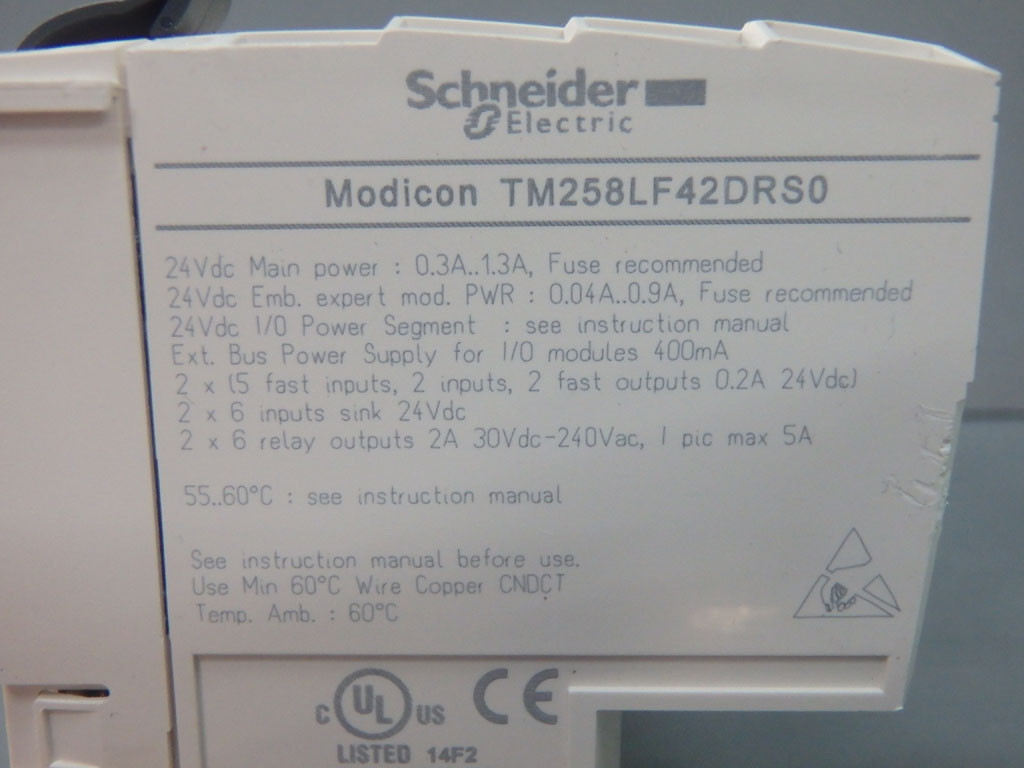 Schneider
Electric
Modicon TM258LF42DRS0
24Vdc Main power : 0.3A..1.3A, Fuse recommended
24Vdc Emb. expert mod. PWR : 0.04A..0.9A, Fuse recommended
24Vdc I/O Power Segment : see instruction manual
Ext. Bus Power Supply for I/O modules 400mA
2 x (5 fast inputs, 2 inputs, 2 fast outputs 0.2A 24Vdc)
2 x 6 inputs sink 24Vdc
2 x 6 relay outputs 2A 30Vdc-240Vac, I pic max 5A
55..60°C : see instruction manual
See instruction manual before use.
Use Min 60°C Wire Copper CNDCT
Temp. Amb. : 60°C
C UL US CE
LISTED 14F2